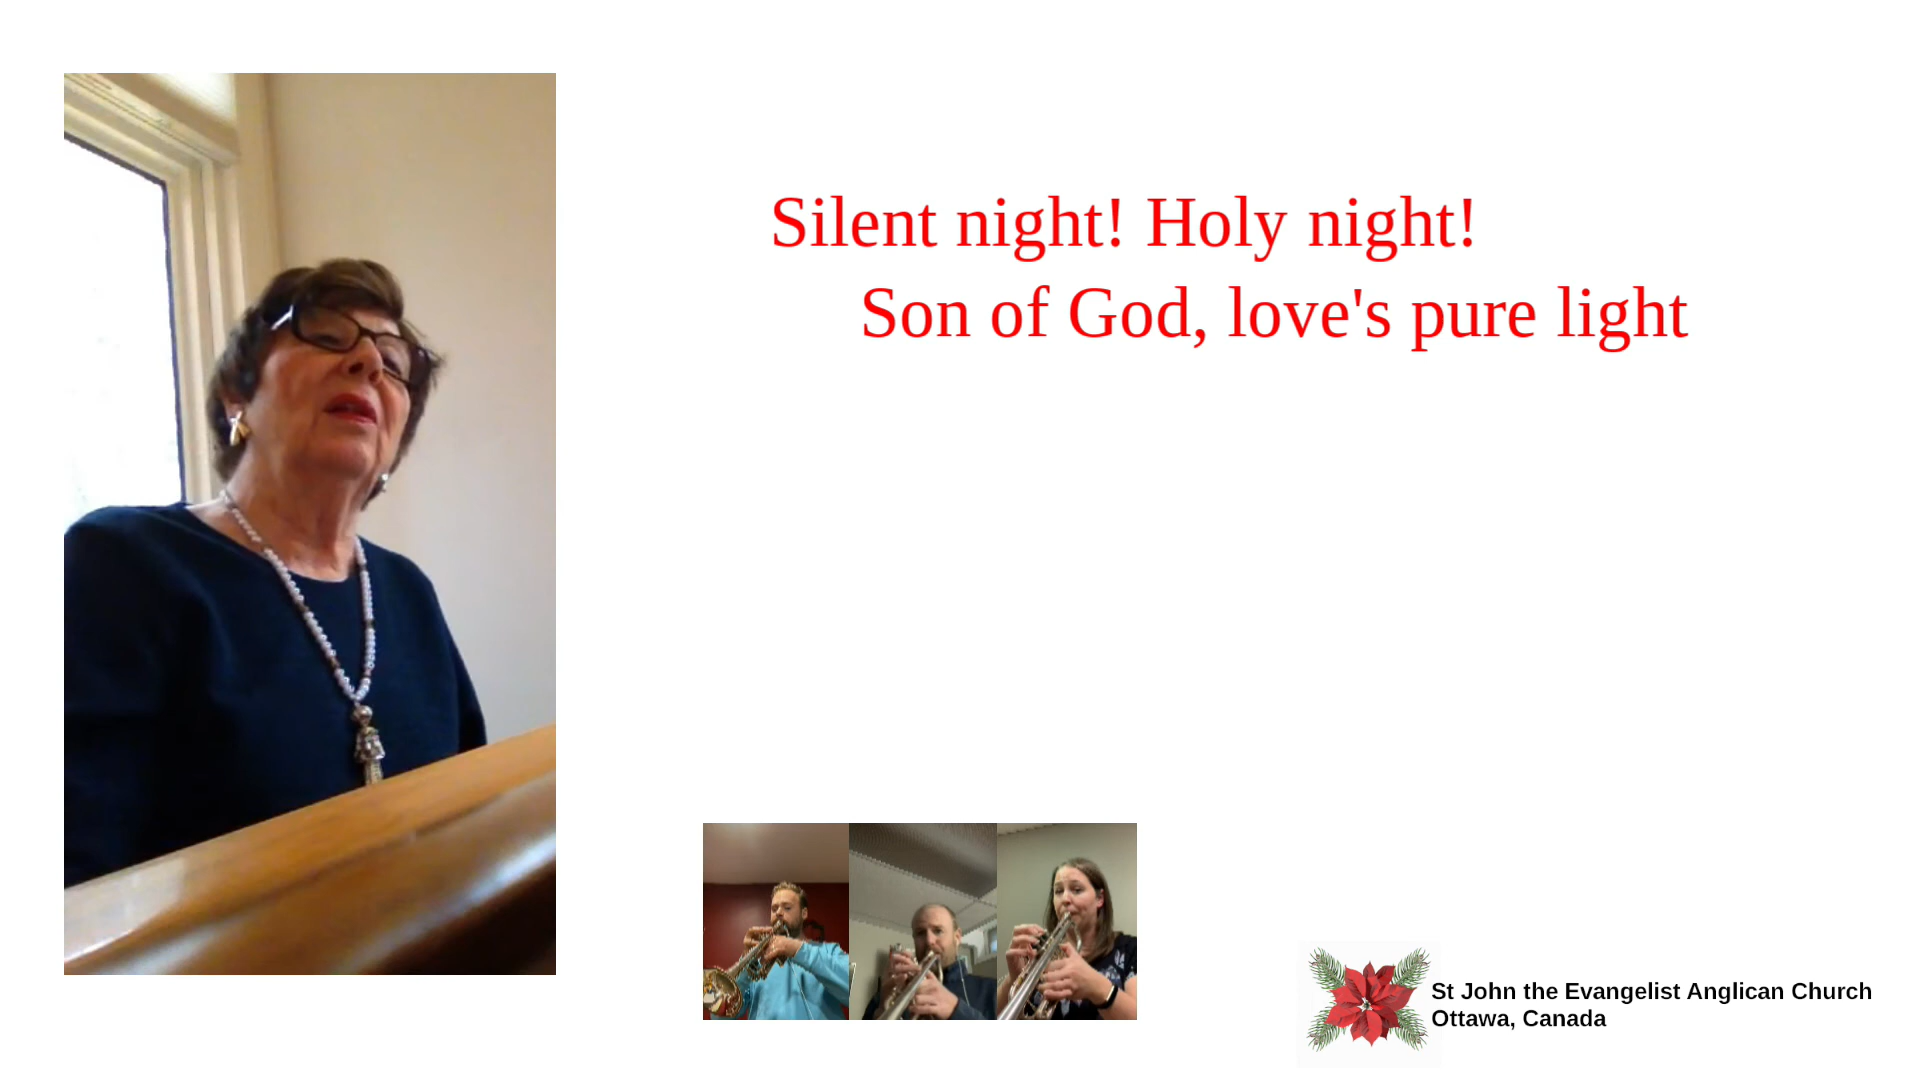 Silent night! Holy night!
Son of God, love's pure light
St John the Evangelist Anglican Church
Ottawa, Canada